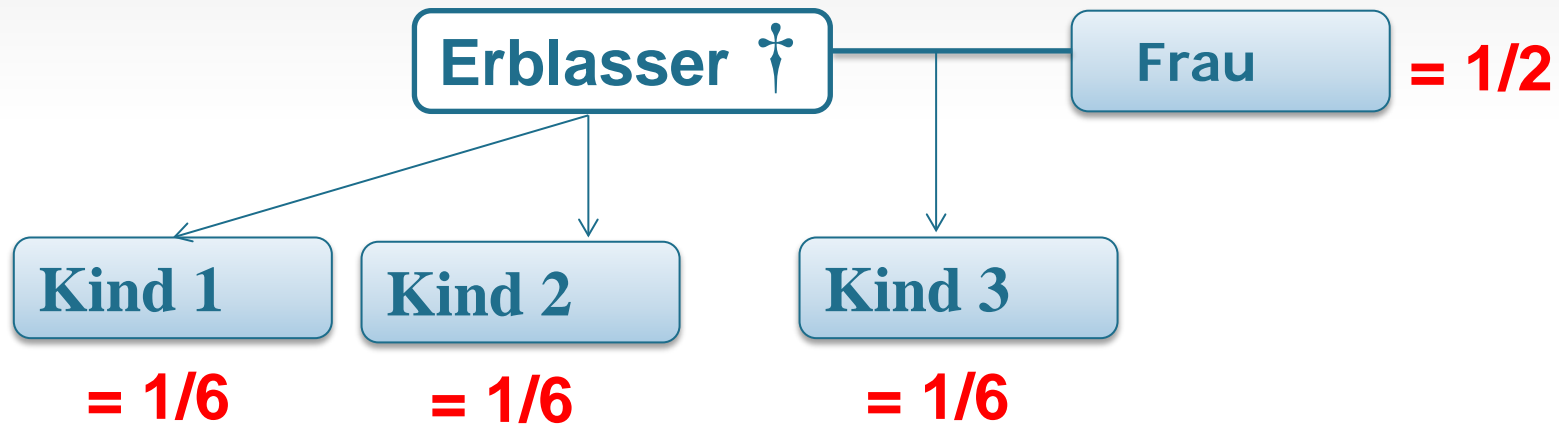 Erblasser †
Frau
= 1/2
Kind 1
Kind 2
Kind 3
= 1/6
= 1/6
= 1/6